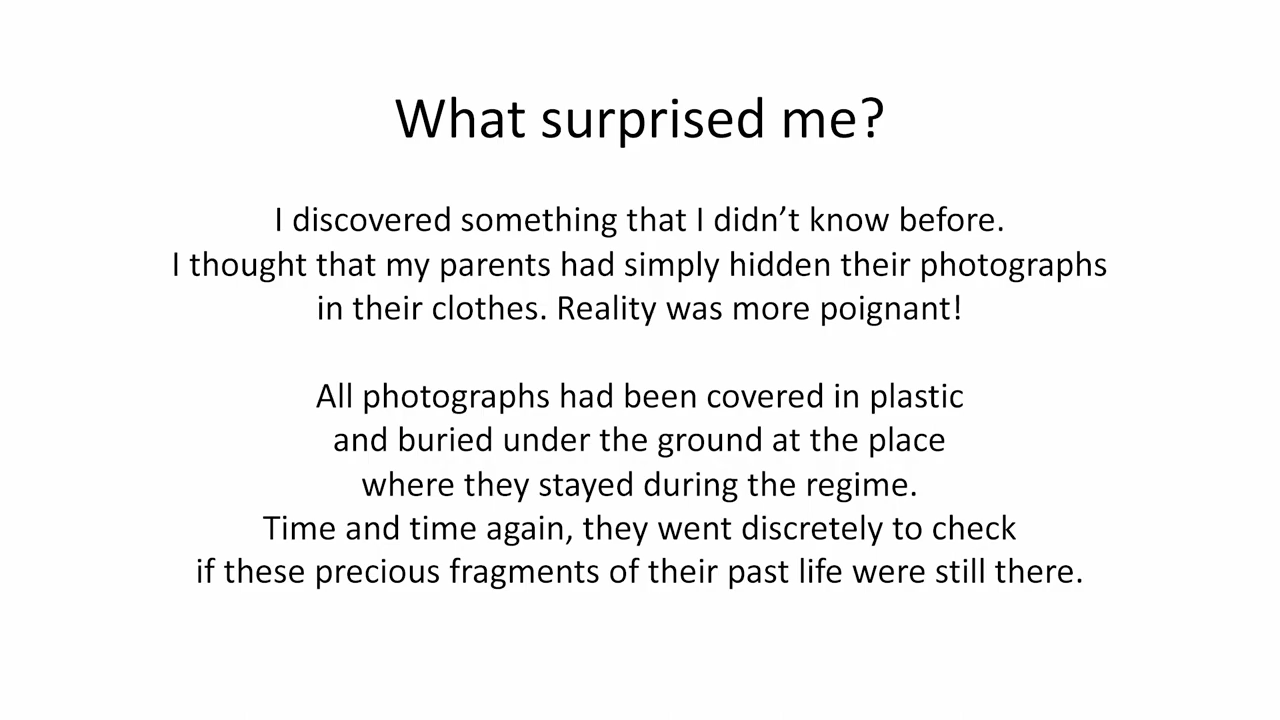 What surprised me?
I discovered something that I didn’t know before.
I thought that my parents had simply hidden their photographs
in their clothes. Reality was more poignant!
All photographs had been covered in plastic
and buried under the ground at the place
where they stayed during the regime.
Time and time again, they went discretely to check
if these precious fragments of their past life were still there.